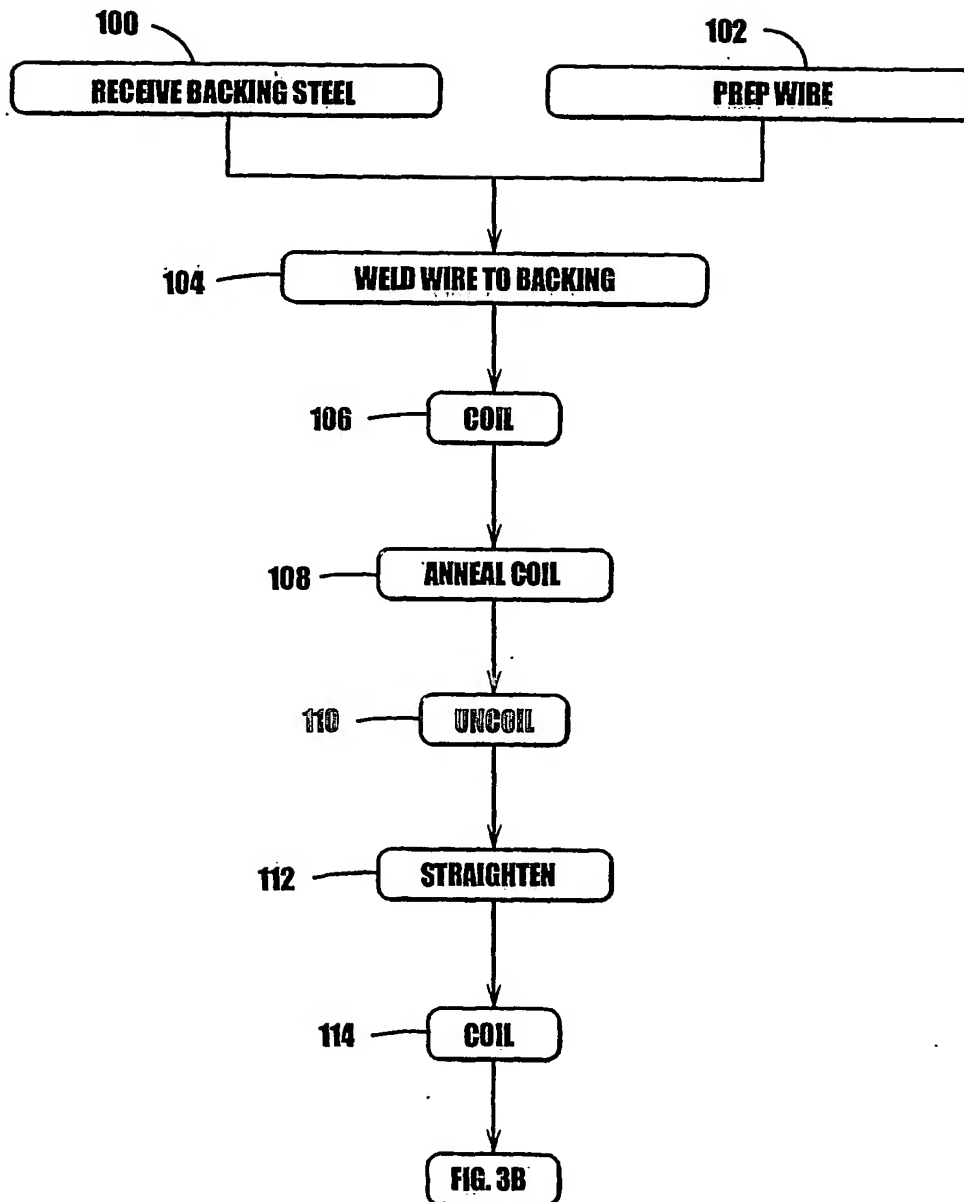 100
102
RECEIVE BACKING STEEL
PREP WIRE
104
WELD WIRE TO BACKING
106
COIL
108
ANNEAL COIL
110
UNCOIL
112
STRAIGHTEN
114
COIL
FIG. 3B